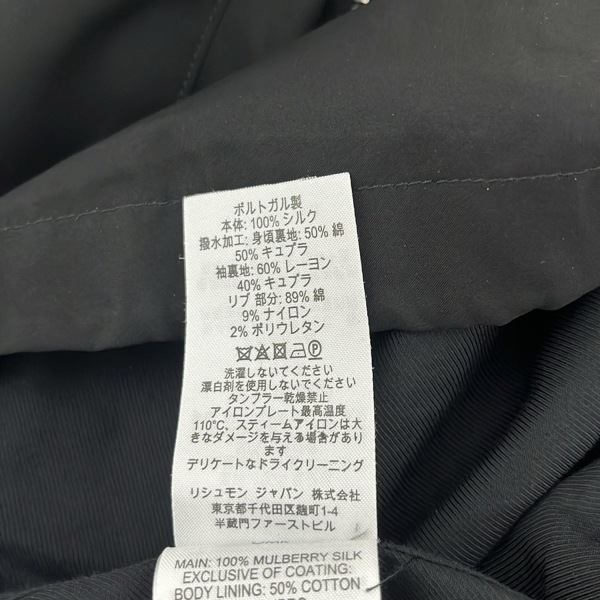 ポルトガル製
本体: 100% シルク
撥水加工; 身頃裏地: 50% 綿
50% キュプラ
袖裏地: 60% レーヨン
40% キュプラ
リブ 部分: 89% 綿
9% ナイロン
2% ポリウレタン
洗濯しないでください
漂白剤を使用しないでください
タンブラー乾燥禁止
アイロンプレート最高温度
110°C、スティームアイロンは大
きなダメージを与える場合があり
ます
デリケートなドライクリーニング
リシュモン ジャパン 株式会社
東京都千代田区麹町1-4
半蔵門ファーストビル
MAIN: 100% MULBERRY SILK
EXCLUSIVE OF COATING:
BODY LINING: 50% COTTON